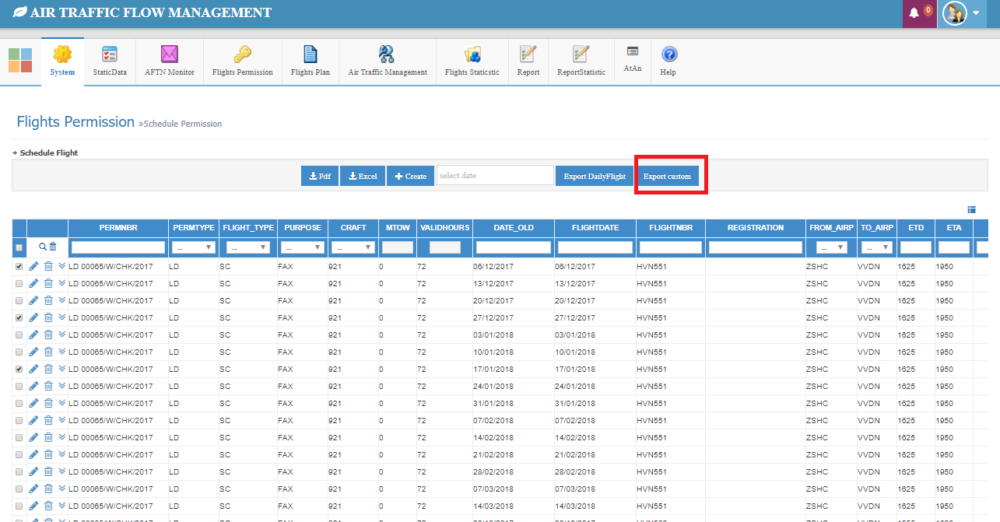 AIR TRAFFIC FLOW MANAGEMENT
0
System StaticData AFTN Monitor Flights Permission Flights Plan Air Traffic Management Flights Staticstic Report ReportStatistic AtAn Help
Flights Permission »Schedule Permission
+ Schedule Flight
Pdf Excel Create select date Export DailyFlight Export custom
PERMNBR PERMTYPE FLIGHT_TYPE PURPOSE CRAFT MTOW VALIDHOURS DATE_OLD FLIGHTDATE FLIGHTNBR REGISTRATION FROM_AIRP TO_AIRP ETD ETA
-- -- -- -- -- --
LD 00065/W/CHK/2017 LD SC FAX 921 0 72 06/12/2017 06/12/2017 HVN551 ZSHC VVDN 1625 1950
LD 00065/W/CHK/2017 LD SC FAX 921 0 72 13/12/2017 13/12/2017 HVN551 ZSHC VVDN 1625 1950
LD 00065/W/CHK/2017 LD SC FAX 921 0 72 20/12/2017 20/12/2017 HVN551 ZSHC VVDN 1625 1950
LD 00065/W/CHK/2017 LD SC FAX 921 0 72 27/12/2017 27/12/2017 HVN551 ZSHC VVDN 1625 1950
LD 00065/W/CHK/2017 LD SC FAX 921 0 72 03/01/2018 03/01/2018 HVN551 ZSHC VVDN 1625 1950
LD 00065/W/CHK/2017 LD SC FAX 921 0 72 10/01/2018 10/01/2018 HVN551 ZSHC VVDN 1625 1950
LD 00065/W/CHK/2017 LD SC FAX 921 0 72 17/01/2018 17/01/2018 HVN551 ZSHC VVDN 1625 1950
LD 00065/W/CHK/2017 LD SC FAX 921 0 72 24/01/2018 24/01/2018 HVN551 ZSHC VVDN 1625 1950
LD 00065/W/CHK/2017 LD SC FAX 921 0 72 31/01/2018 31/01/2018 HVN551 ZSHC VVDN 1625 1950
LD 00065/W/CHK/2017 LD SC FAX 921 0 72 07/02/2018 07/02/2018 HVN551 ZSHC VVDN 1625 1950
LD 00065/W/CHK/2017 LD SC FAX 921 0 72 14/02/2018 14/02/2018 HVN551 ZSHC VVDN 1625 1950
LD 00065/W/CHK/2017 LD SC FAX 921 0 72 21/02/2018 21/02/2018 HVN551 ZSHC VVDN 1625 1950
LD 00065/W/CHK/2017 LD SC FAX 921 0 72 28/02/2018 28/02/2018 HVN551 ZSHC VVDN 1625 1950
LD 00065/W/CHK/2017 LD SC FAX 921 0 72 07/03/2018 07/03/2018 HVN551 ZSHC VVDN 1625 1950
LD 00065/W/CHK/2017 LD SC FAX 921 0 72 14/03/2018 14/03/2018 HVN551 ZSHC VVDN 1625 1950